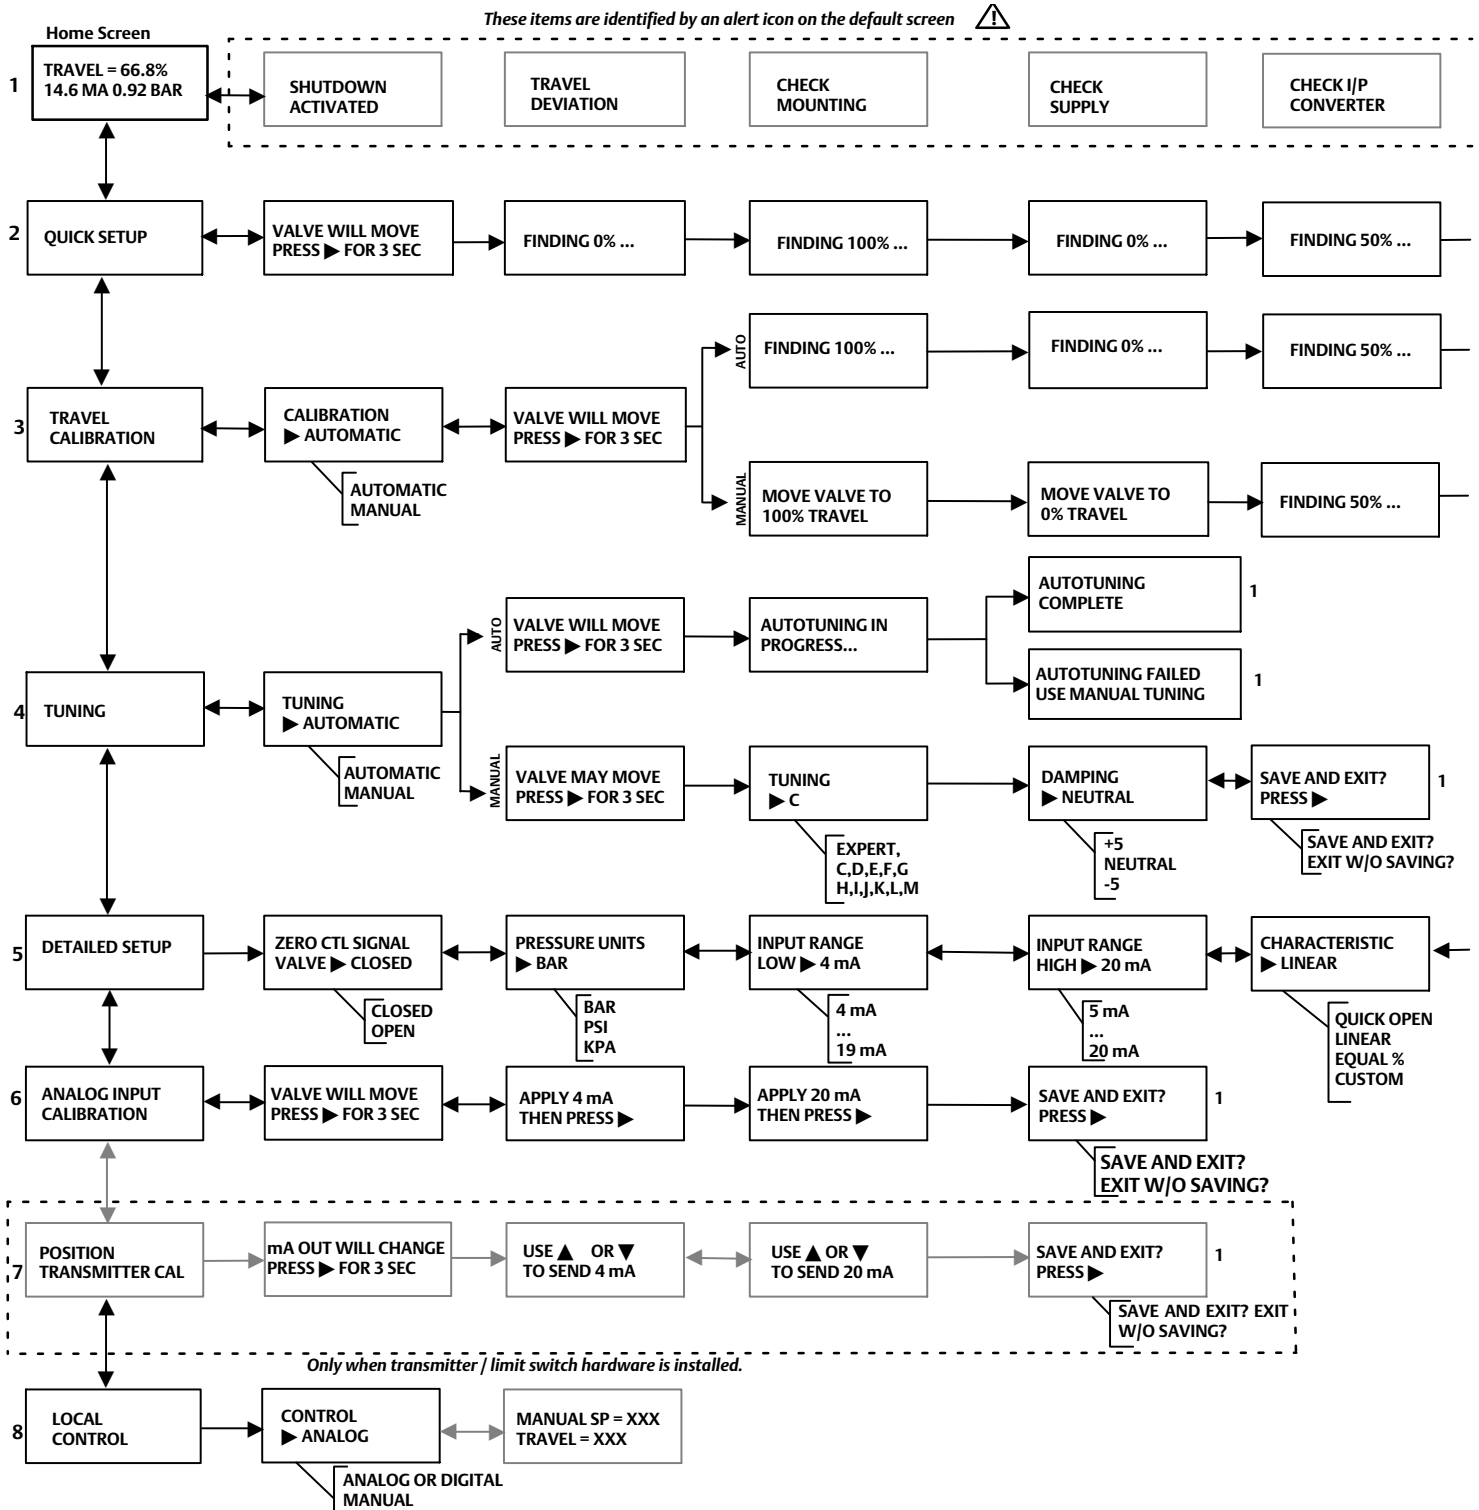 These items are identified by an alert icon on the default screen
Home Screen
1
TRAVEL = 66.8%
14.6 MA 0.92 BAR
SHUTDOWN
ACTIVATED
TRAVEL
DEVIATION
CHECK
MOUNTING
CHECK
SUPPLY
CHECK I/P
CONVERTER
2
QUICK SETUP
VALVE WILL MOVE
PRESS ▶ FOR 3 SEC
FINDING 0% ...
FINDING 100% ...
FINDING 0% ...
FINDING 50% ...
3
TRAVEL
CALIBRATION
CALIBRATION
▶ AUTOMATIC
AUTOMATIC
MANUAL
VALVE WILL MOVE
PRESS ▶ FOR 3 SEC
AUTO
FINDING 100% ...
FINDING 0% ...
FINDING 50% ...
MANUAL
MOVE VALVE TO
100% TRAVEL
MOVE VALVE TO
0% TRAVEL
FINDING 50% ...
4
TUNING
TUNING
▶ AUTOMATIC
AUTOMATIC
MANUAL
AUTO
VALVE WILL MOVE
PRESS ▶ FOR 3 SEC
AUTOTUNING IN
PROGRESS...
AUTOTUNING
COMPLETE
1
AUTOTUNING FAILED
USE MANUAL TUNING
1
MANUAL
VALVE MAY MOVE
PRESS ▶ FOR 3 SEC
TUNING
▶ C
EXPERT,
C,D,E,F,G
H,I,J,K,L,M
DAMPING
▶ NEUTRAL
+5
NEUTRAL
-5
SAVE AND EXIT?
PRESS ▶
1
SAVE AND EXIT?
EXIT W/O SAVING?
5
DETAILED SETUP
ZERO CTL SIGNAL
VALVE ▶ CLOSED
CLOSED
OPEN
PRESSURE UNITS
▶ BAR
BAR
PSI
KPA
INPUT RANGE
LOW ▶ 4 mA
4 mA
...
19 mA
INPUT RANGE
HIGH ▶ 20 mA
5 mA
...
20 mA
CHARACTERISTIC
▶ LINEAR
QUICK OPEN
LINEAR
EQUAL %
CUSTOM
6
ANALOG INPUT
CALIBRATION
VALVE WILL MOVE
PRESS ▶ FOR 3 SEC
APPLY 4 mA
THEN PRESS ▶
APPLY 20 mA
THEN PRESS ▶
SAVE AND EXIT?
PRESS ▶
1
SAVE AND EXIT?
EXIT W/O SAVING?
7
POSITION
TRANSMITTER CAL
mA OUT WILL CHANGE
PRESS ▶ FOR 3 SEC
USE ▲ OR ▼
TO SEND 4 mA
USE ▲ OR ▼
TO SEND 20 mA
SAVE AND EXIT?
PRESS ▶
1
SAVE AND EXIT? EXIT
W/O SAVING?
Only when transmitter / limit switch hardware is installed.
8
LOCAL
CONTROL
CONTROL
▶ ANALOG
ANALOG OR DIGITAL
MANUAL
MANUAL SP = XXX
TRAVEL = XXX